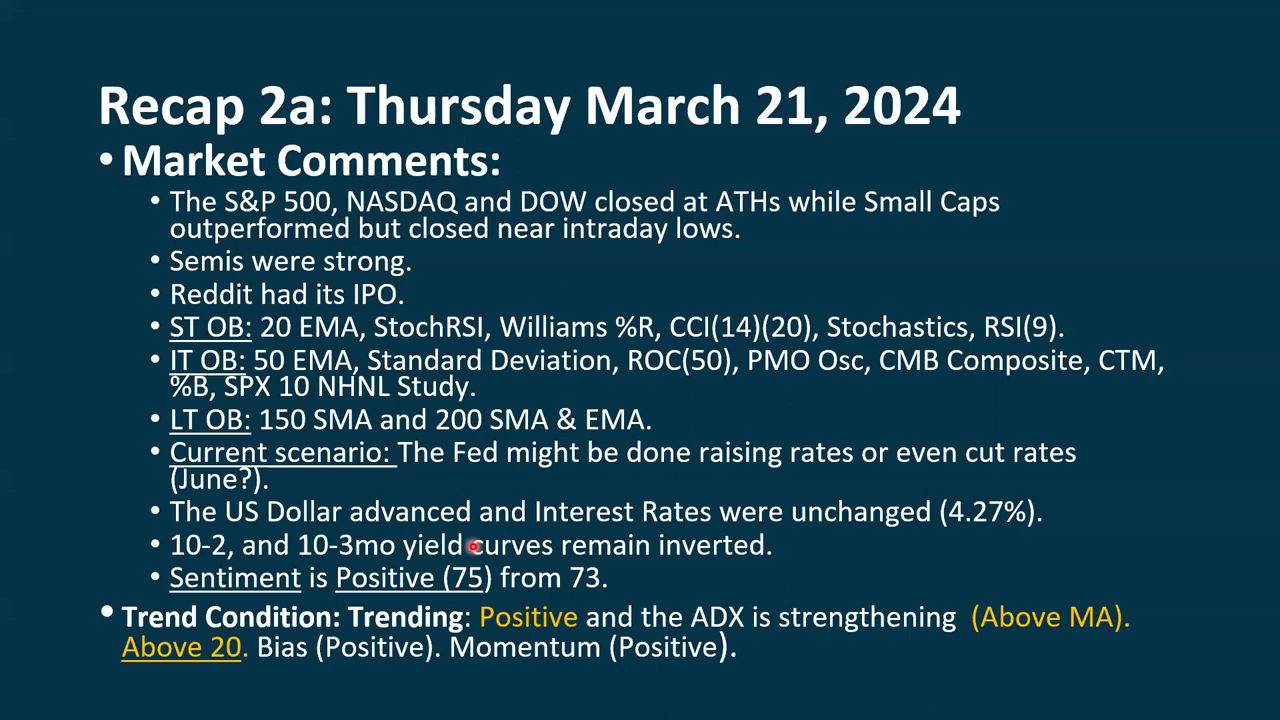 Recap 2a: Thursday March 21, 2024
• Market Comments:
• The S&P 500, NASDAQ and DOW closed at ATHs while Small Caps
outperformed but closed near intraday lows.
• Semis were strong.
• Reddit had its IPO.
• ST OB: 20 EMA, StochRSI, Williams %R, CCI(14)(20), Stochastics, RSI(9).
• IT OB: 50 EMA, Standard Deviation, ROC(50), PMO Osc, CMB Composite, CTM,
%B, SPX 10 NHNL Study.
• LT OB: 150 SMA and 200 SMA & EMA.
• Current scenario: The Fed might be done raising rates or even cut rates
(June?).
• The US Dollar advanced and Interest Rates were unchanged (4.27%).
• 10-2, and 10-3mo yield curves remain inverted.
• Sentiment is Positive (75) from 73.
• Trend Condition: Trending: Positive and the ADX is strengthening (Above MA).
Above 20. Bias (Positive). Momentum (Positive).